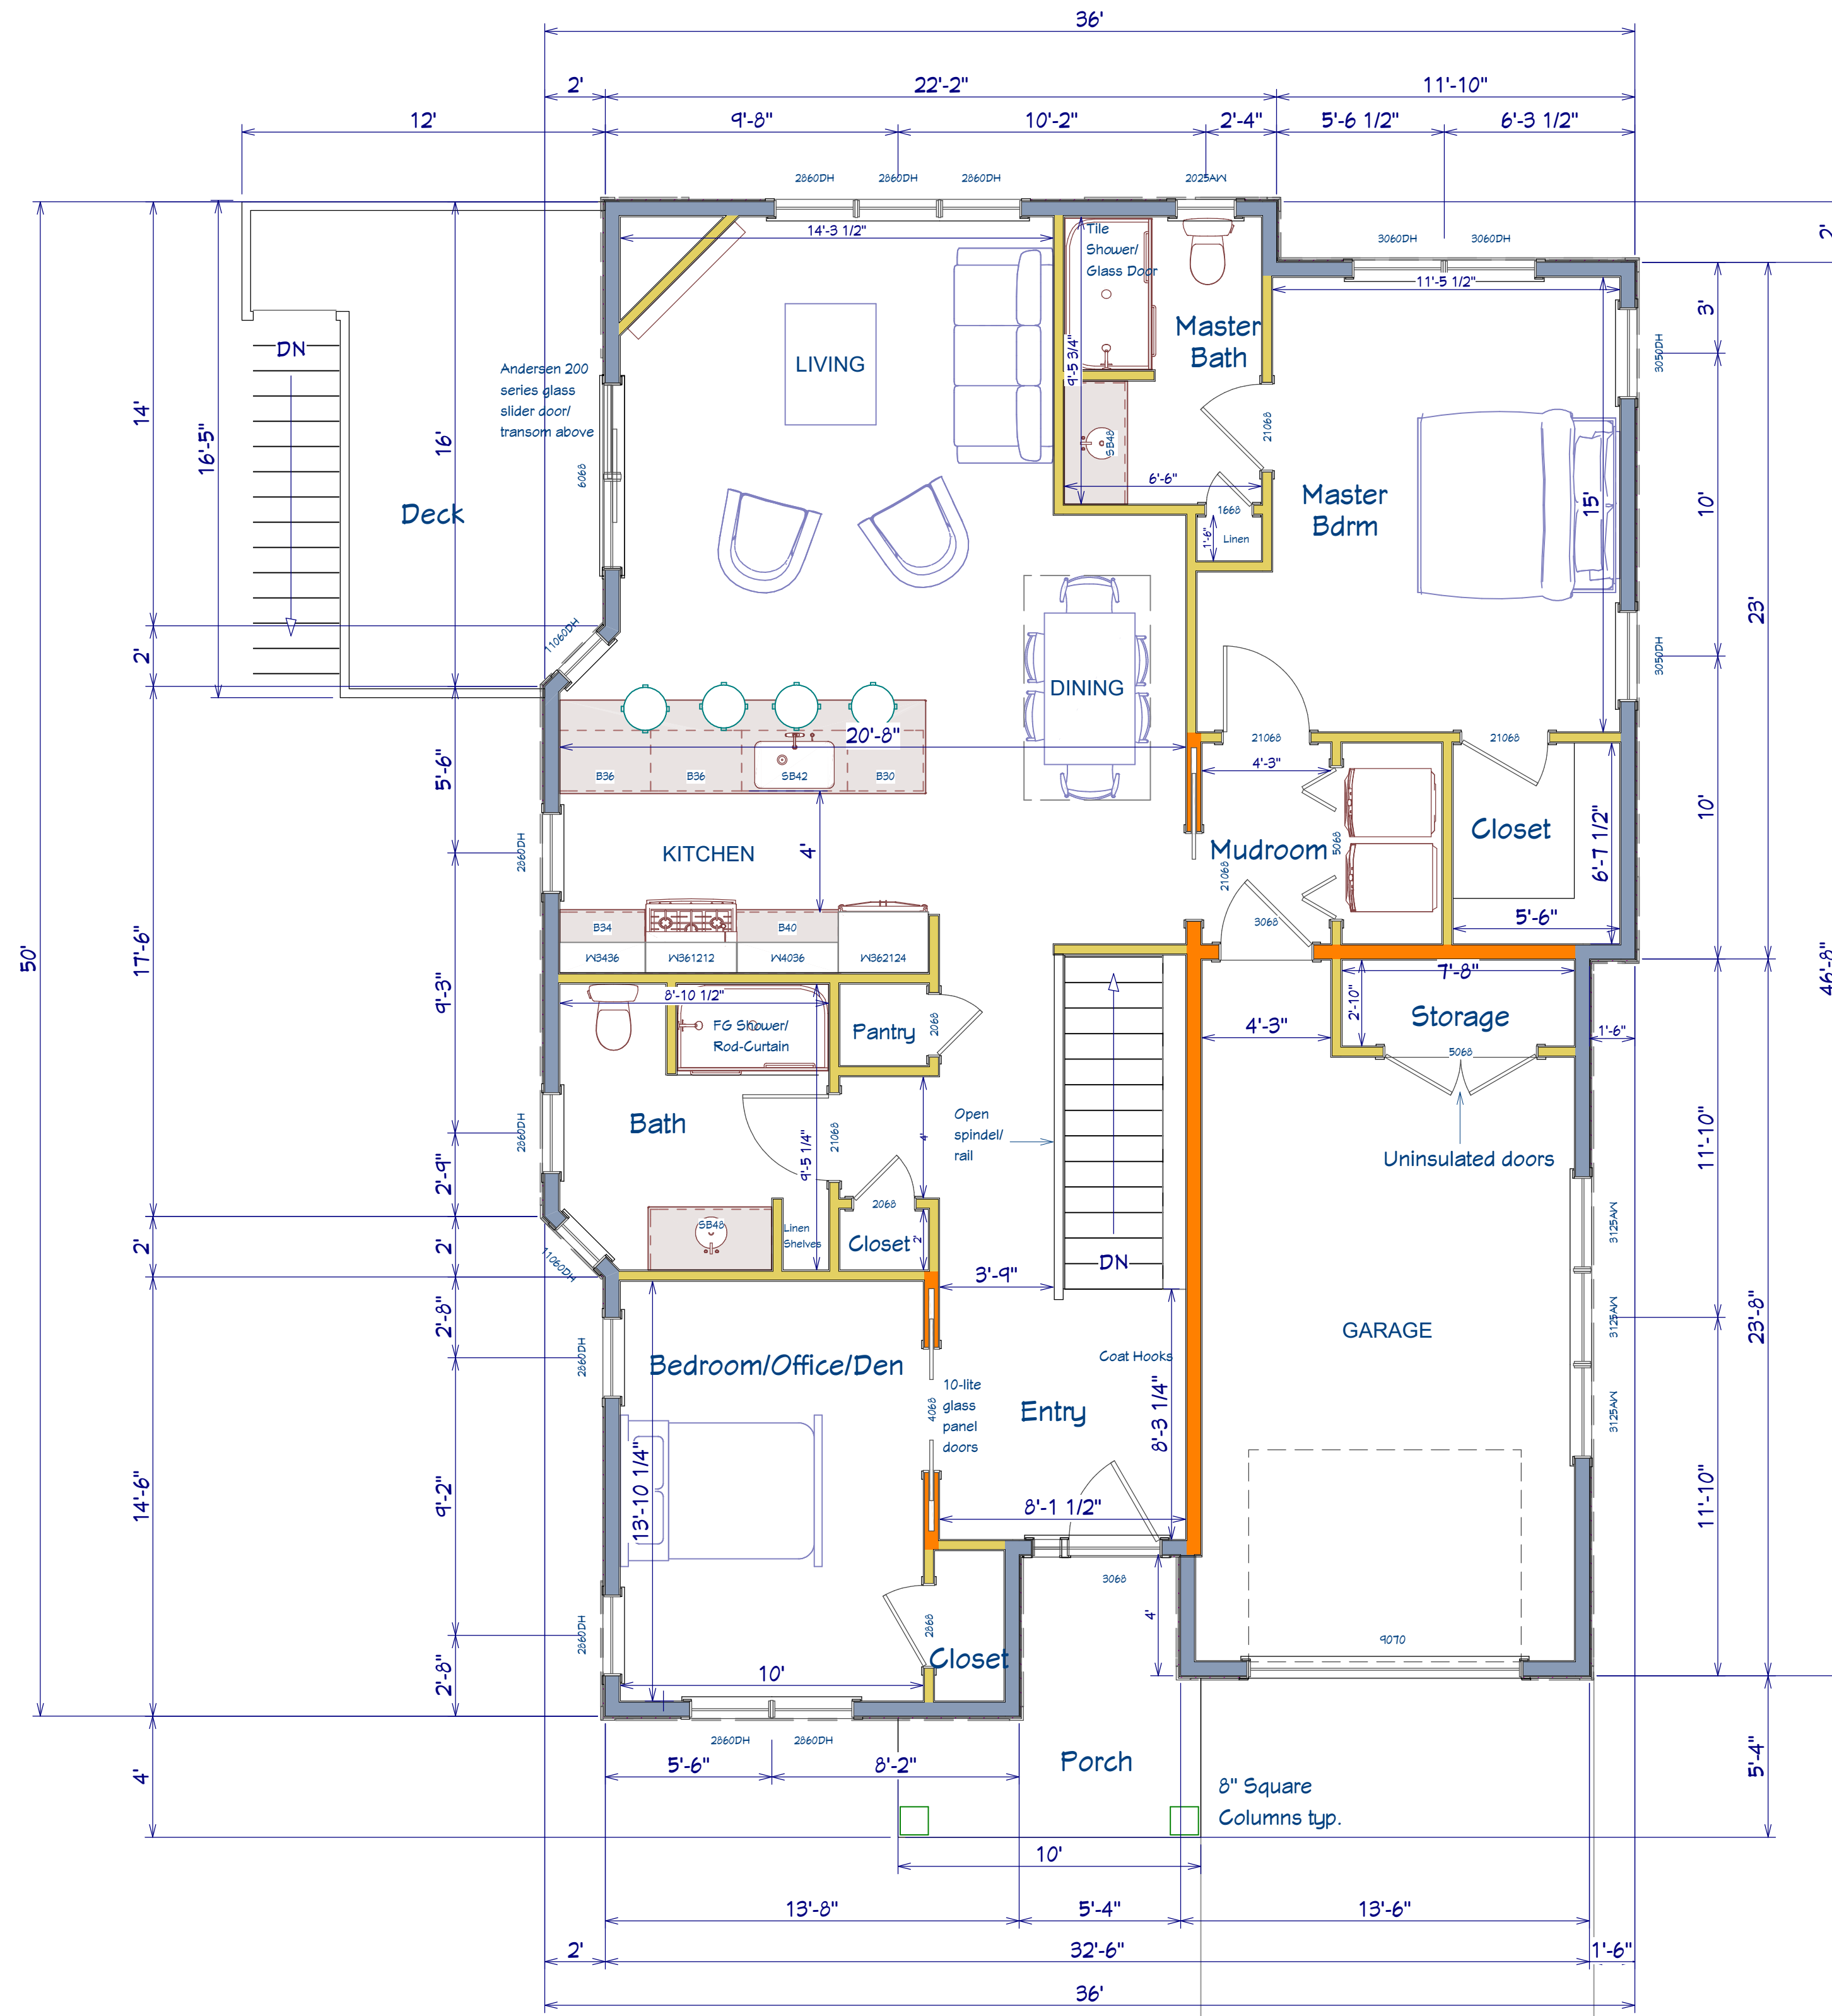 36'
2'
22'-2"
11'-10"
12'
9'-8"
10'-2"
2'-4"
5'-6 1/2"
6'-3 1/2"
2860DH
2860DH
2860DH
2025AW
3060DH
3060DH
2'
14'-3 1/2"
11'-5 1/2"
Tile
Shower/
Glass Door
3'
DN
Andersen 200
series glass
slider door/
transom above
LIVING
Master
Bath
9'-5 3/4"
3050DH
14'
16'-5"
16'
6068
21068
SB48
6'-6"
Deck
Master
Bdrm
15'
10'
1668
Linen
1'-6"
23'
2'
11060DH
3050DH
DINING
20'-8"
21068
21068
4'-3"
5'-6"
B36
B36
SB42
B30
10'
2860DH
KITCHEN
4'
Mudroom
5068
21068
Closet
6'-7 1/2"
3068
5'-6"
B34
B40
W3436
W361212
W4036
W362124
50'
17'-6"
9'-3"
46'-8"
8'-10 1/2"
7'-8"
2'-10"
Storage
FG Shower/
Rod-Curtain
Pantry
2068
4'-3"
1'-6"
5068
2860DH
Bath
21068
9'-5 1/4"
4'
Open
spindel/
rail
Uninsulated doors
11'-10"
2'-9"
2068
SB48
Linen
Shelves
Closet
2'
DN
3125AW
2'
2'
11060DH
3'-9"
2'-8"
2860DH
Bedroom/Office/Den
Coat Hooks
GARAGE
3125AW
23'-8"
10-lite
glass
panel
doors
4068
Entry
8'-3 1/4"
3125AW
14'-6"
9'-2"
13'-10 1/4"
8'-1 1/2"
11'-10"
3068
4'
2860DH
2868
Closet
9070
2'-8"
10'
2860DH
2860DH
5'-6"
8'-2"
4'
Porch
8" Square
Columns typ.
5'-4"
10'
13'-8"
5'-4"
13'-6"
2'
32'-6"
1'-6"
36'